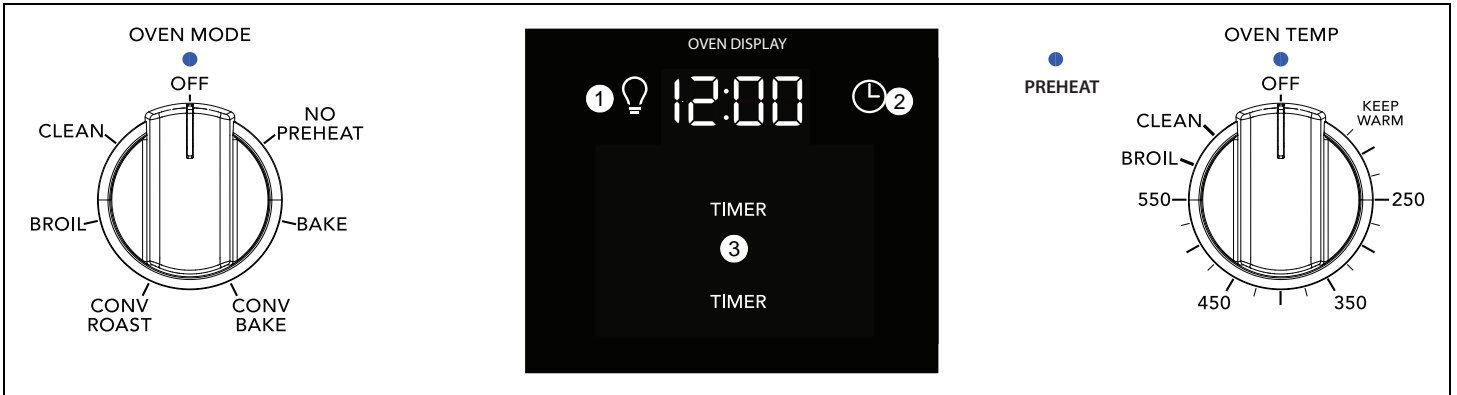 OVEN MODE
OFF
CLEAN
NO
PREHEAT
BROIL
BAKE
CONV
ROAST
CONV
BAKE
OVEN DISPLAY
1
12:00
2
TIMER
3
TIMER
PREHEAT
OVEN TEMP
OFF
KEEP
WARM
CLEAN
BROIL
550
250
450
350